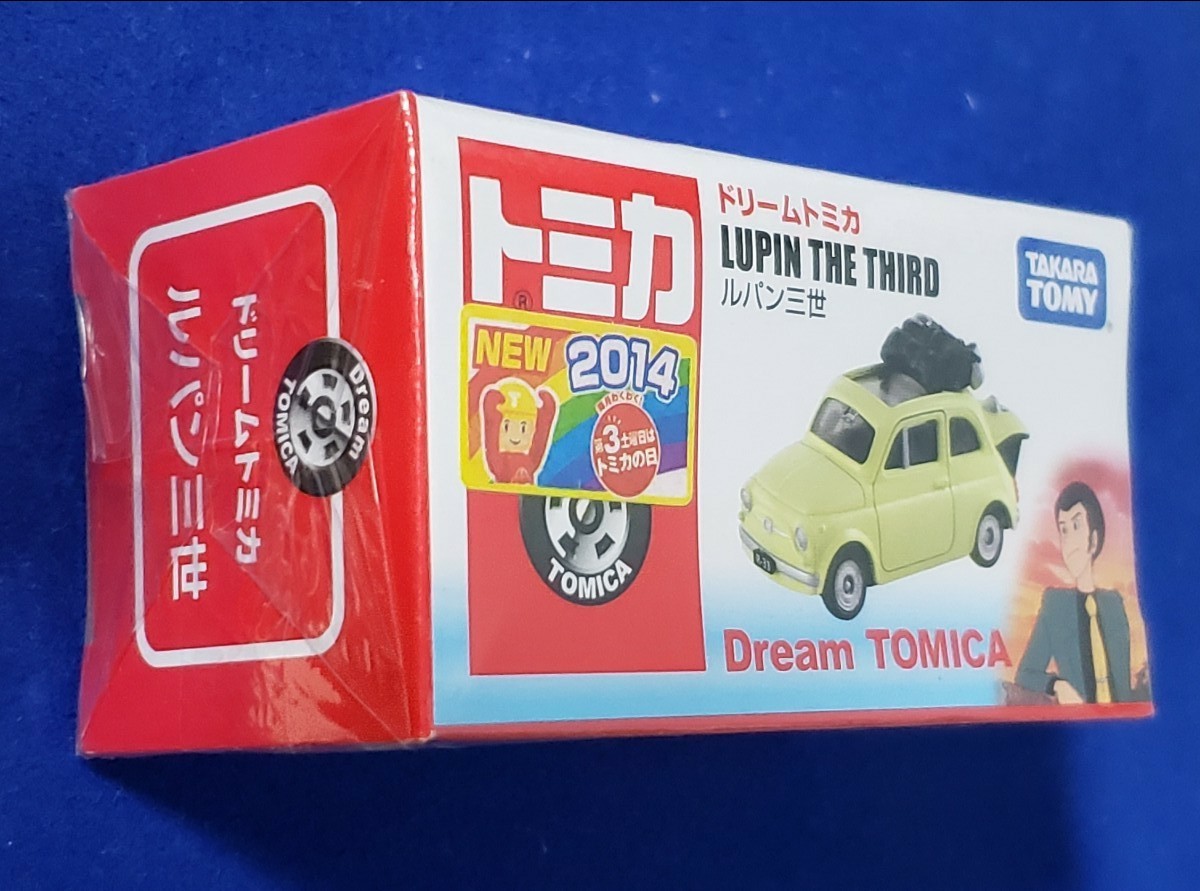 ドリームトミカ
ルパン三世
Dream
TOMICA
トミカ
®
NEW
2014
毎月わくわく!
第3土曜日は
トミカの日
TOMICA
ドリームトミカ
LUPIN THE THIRD
ルパン三世
TAKARA
TOMY
R-33
Dream TOMICA